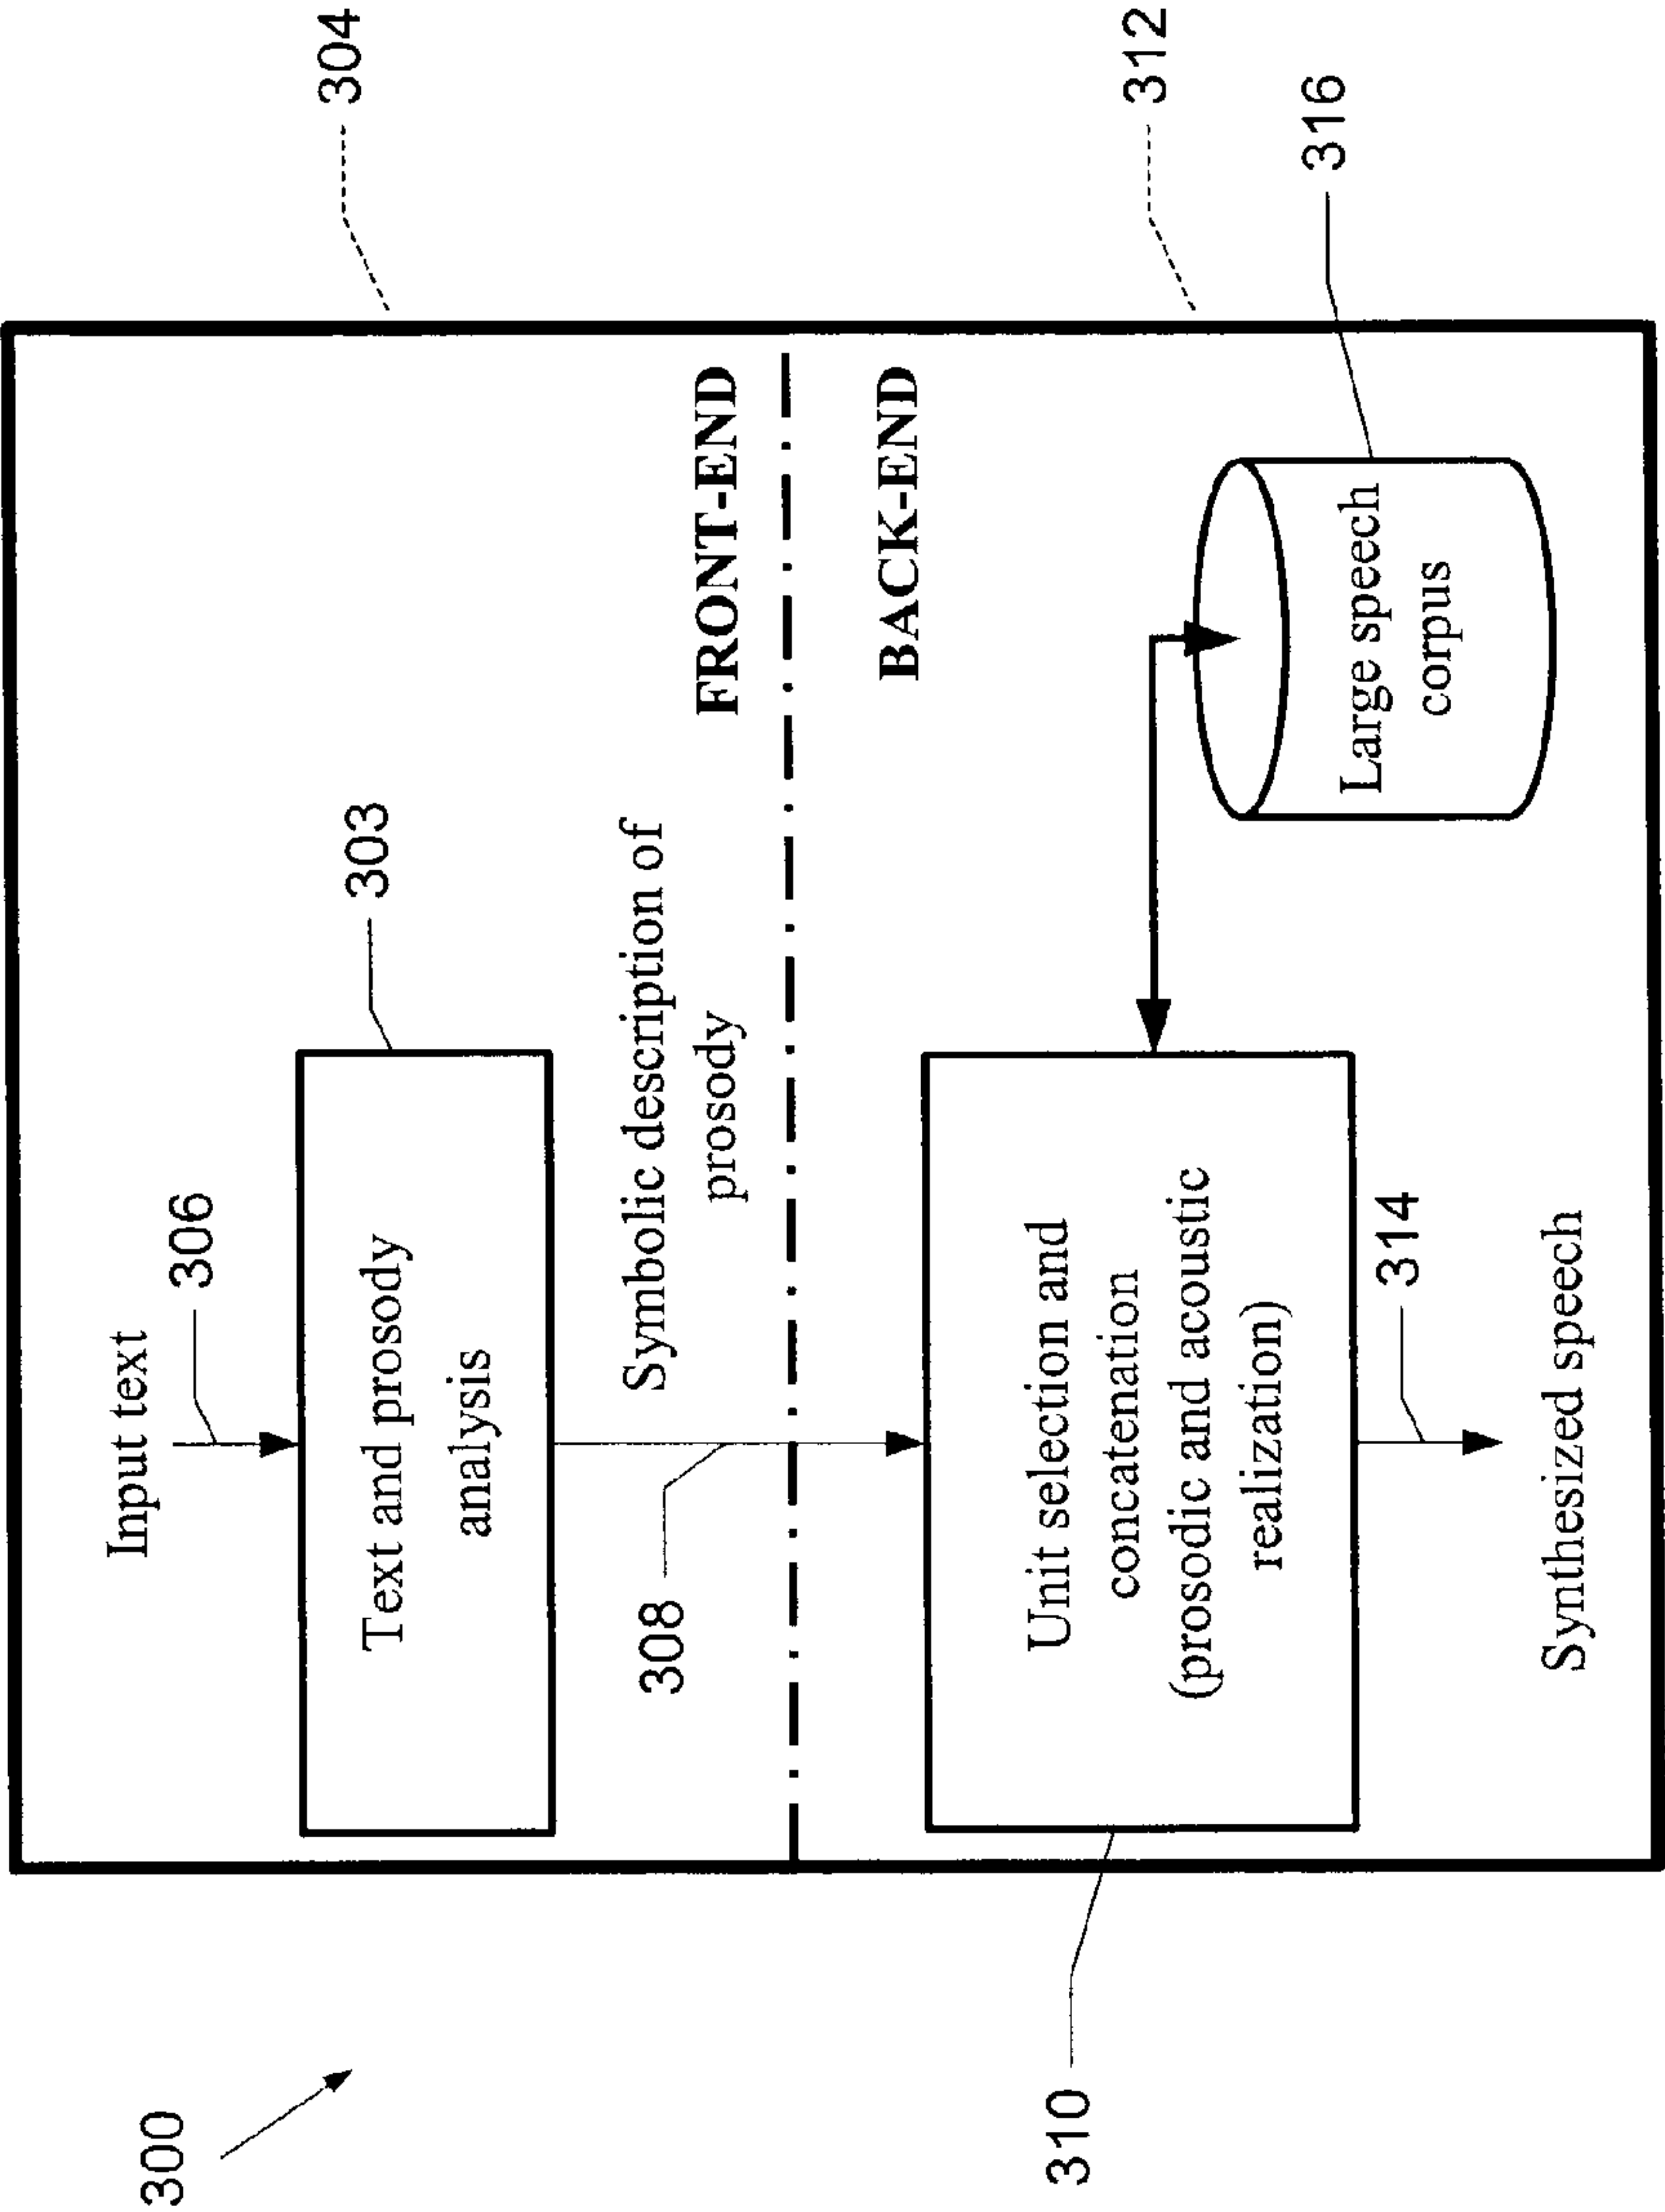 300
304
Input text
306
303
Text and prosody
analysis
308
Symbolic description of
prosody
FRONT-END
BACK-END
312
310
Unit selection and
concatenation
(prosodic and acoustic
realization)
316
Large speech
corpus
314
Synthesized speech